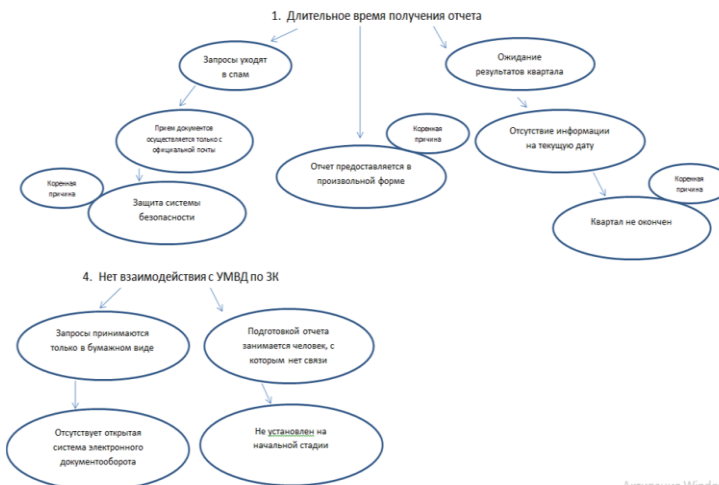 1. Длительное время получения отчета
Запросы уходят
в спам
Ожидание
результатов квартала
Прием документов
осуществляется только с
официальной почты
Коренная
причина
Отсутствие информации
на текущую дату
Отчет предоставляется в
произвольной форме
Коренная
причина
Защита системы
безопасности
Коренная
причина
Квартал не окончен
4. Нет взаимодействия с УМВД по ЗК
Запросы принимаются
только в бумажном виде
Подготовкой отчета
занимается человек, с
которым нет связи
Отсутствует открытая
система электронного
документооборота
Не установлен на
начальной стадии